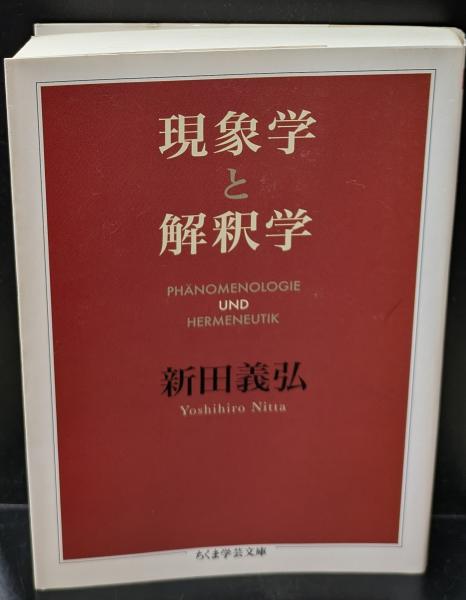 現象学
と
解釈学
PHÄNOMENOLOGIE
UND
HERMENEUTIK
新田義弘
Yoshihiro Nitta
ちくま学芸文庫